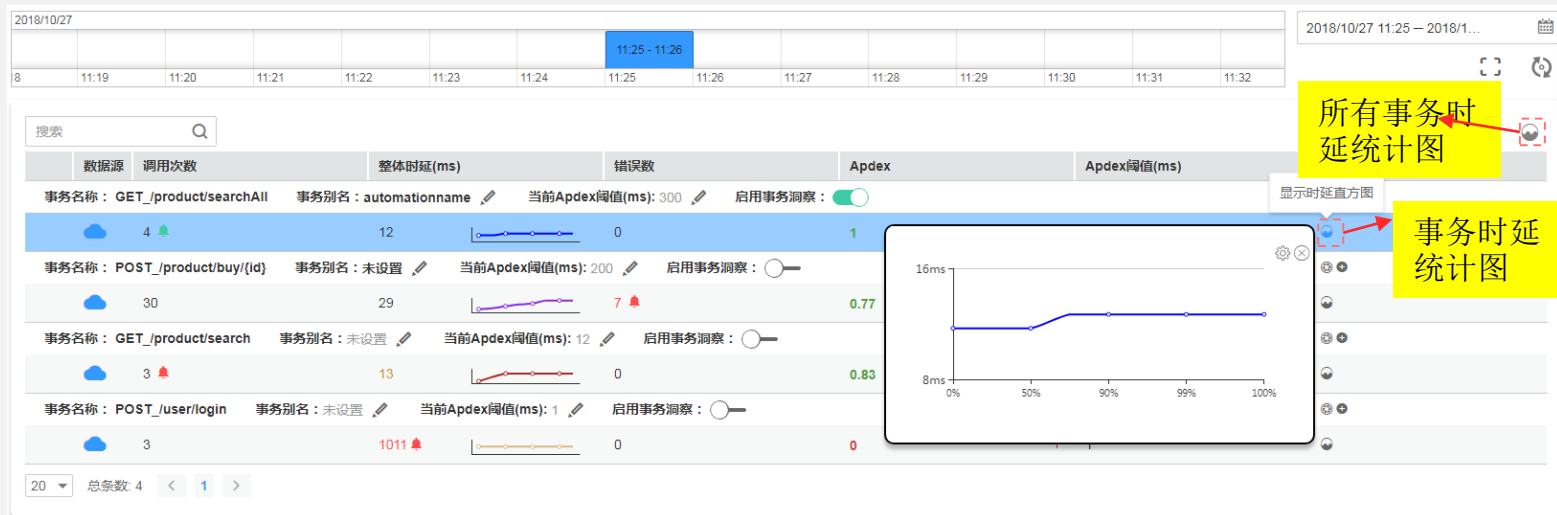 2018/10/27
2018/10/27 11:25 — 2018/1...
11:25 - 11:26
8 11:19 11:20 11:21 11:22 11:23 11:24 11:25 11:26 11:27 11:28 11:29 11:30 11:31 11:32
所有事务时
延统计图
搜索
数据源 调用次数 整体时延(ms) 错误数 Apdex Apdex阈值(ms)
显示时延直方图
事务名称： GET_/product/searchAll 事务别名：automationname 当前Apdex阈值(ms): 300 启用事务洞察：
4 12 0 1
事务时延
统计图
事务名称： POST_/product/buy/{id} 事务别名：未设置 当前Apdex阈值(ms): 200 启用事务洞察：
30 29 7 0.77
事务名称： GET_/product/search 事务别名：未设置 当前Apdex阈值(ms): 12 启用事务洞察：
3 13 0 0.83
事务名称： POST_/user/login 事务别名：未设置 当前Apdex阈值(ms): 1 启用事务洞察：
3 1011 0 0
16ms
8ms
0% 50% 90% 99% 100%
20 总条数: 4 < 1 >